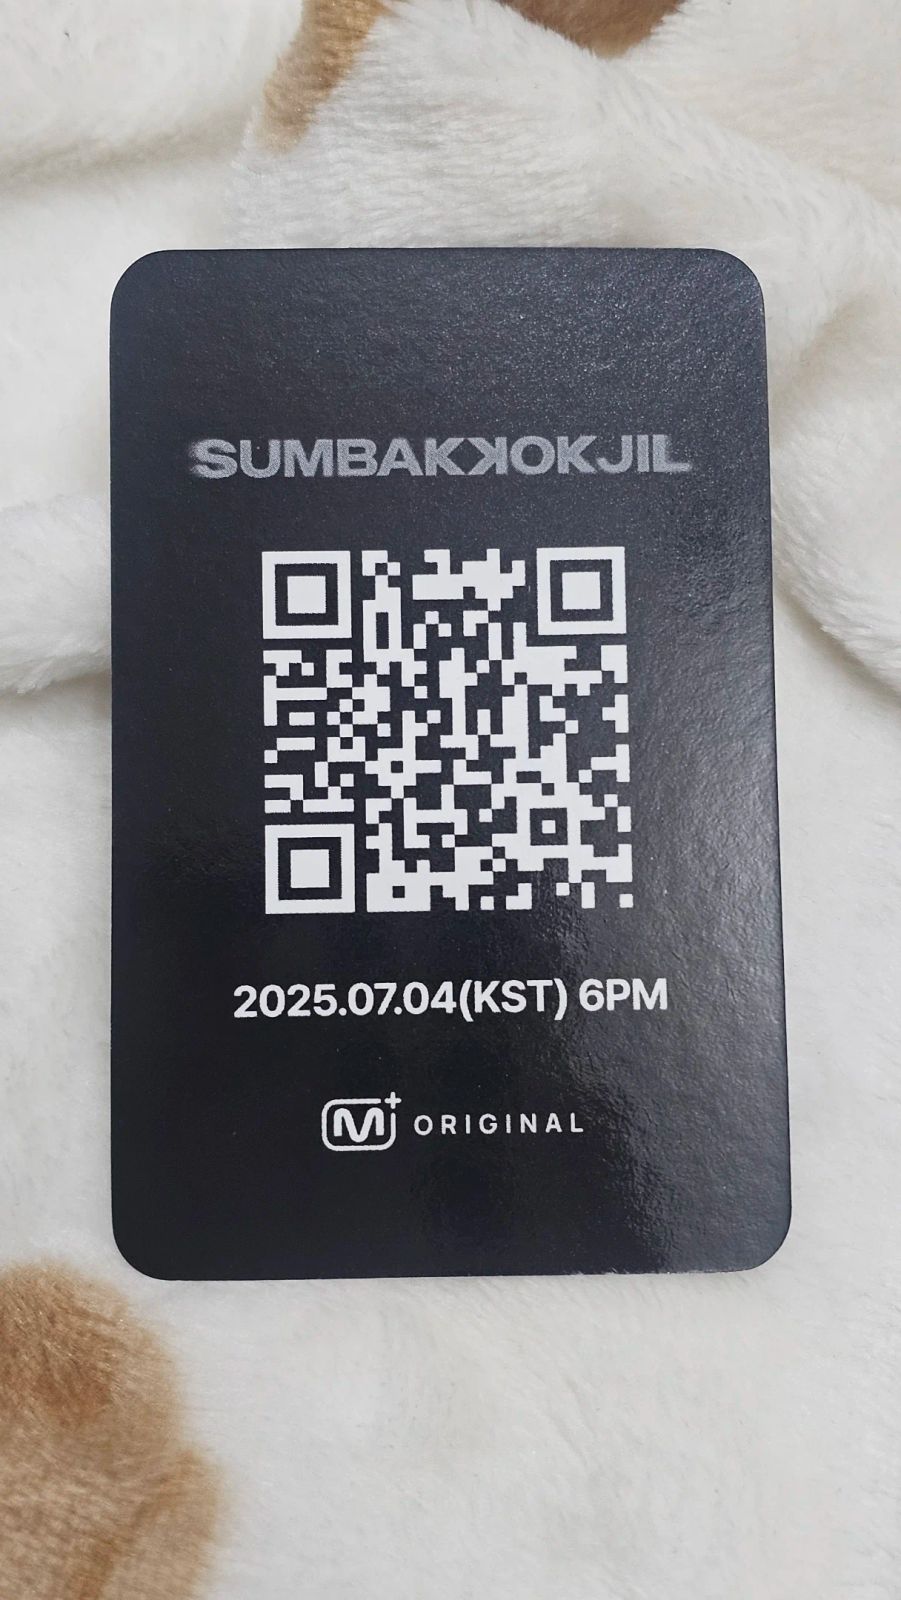 SUMBAKKOKJIL
2025.07.04(KST) 6PM
M+ ORIGINAL